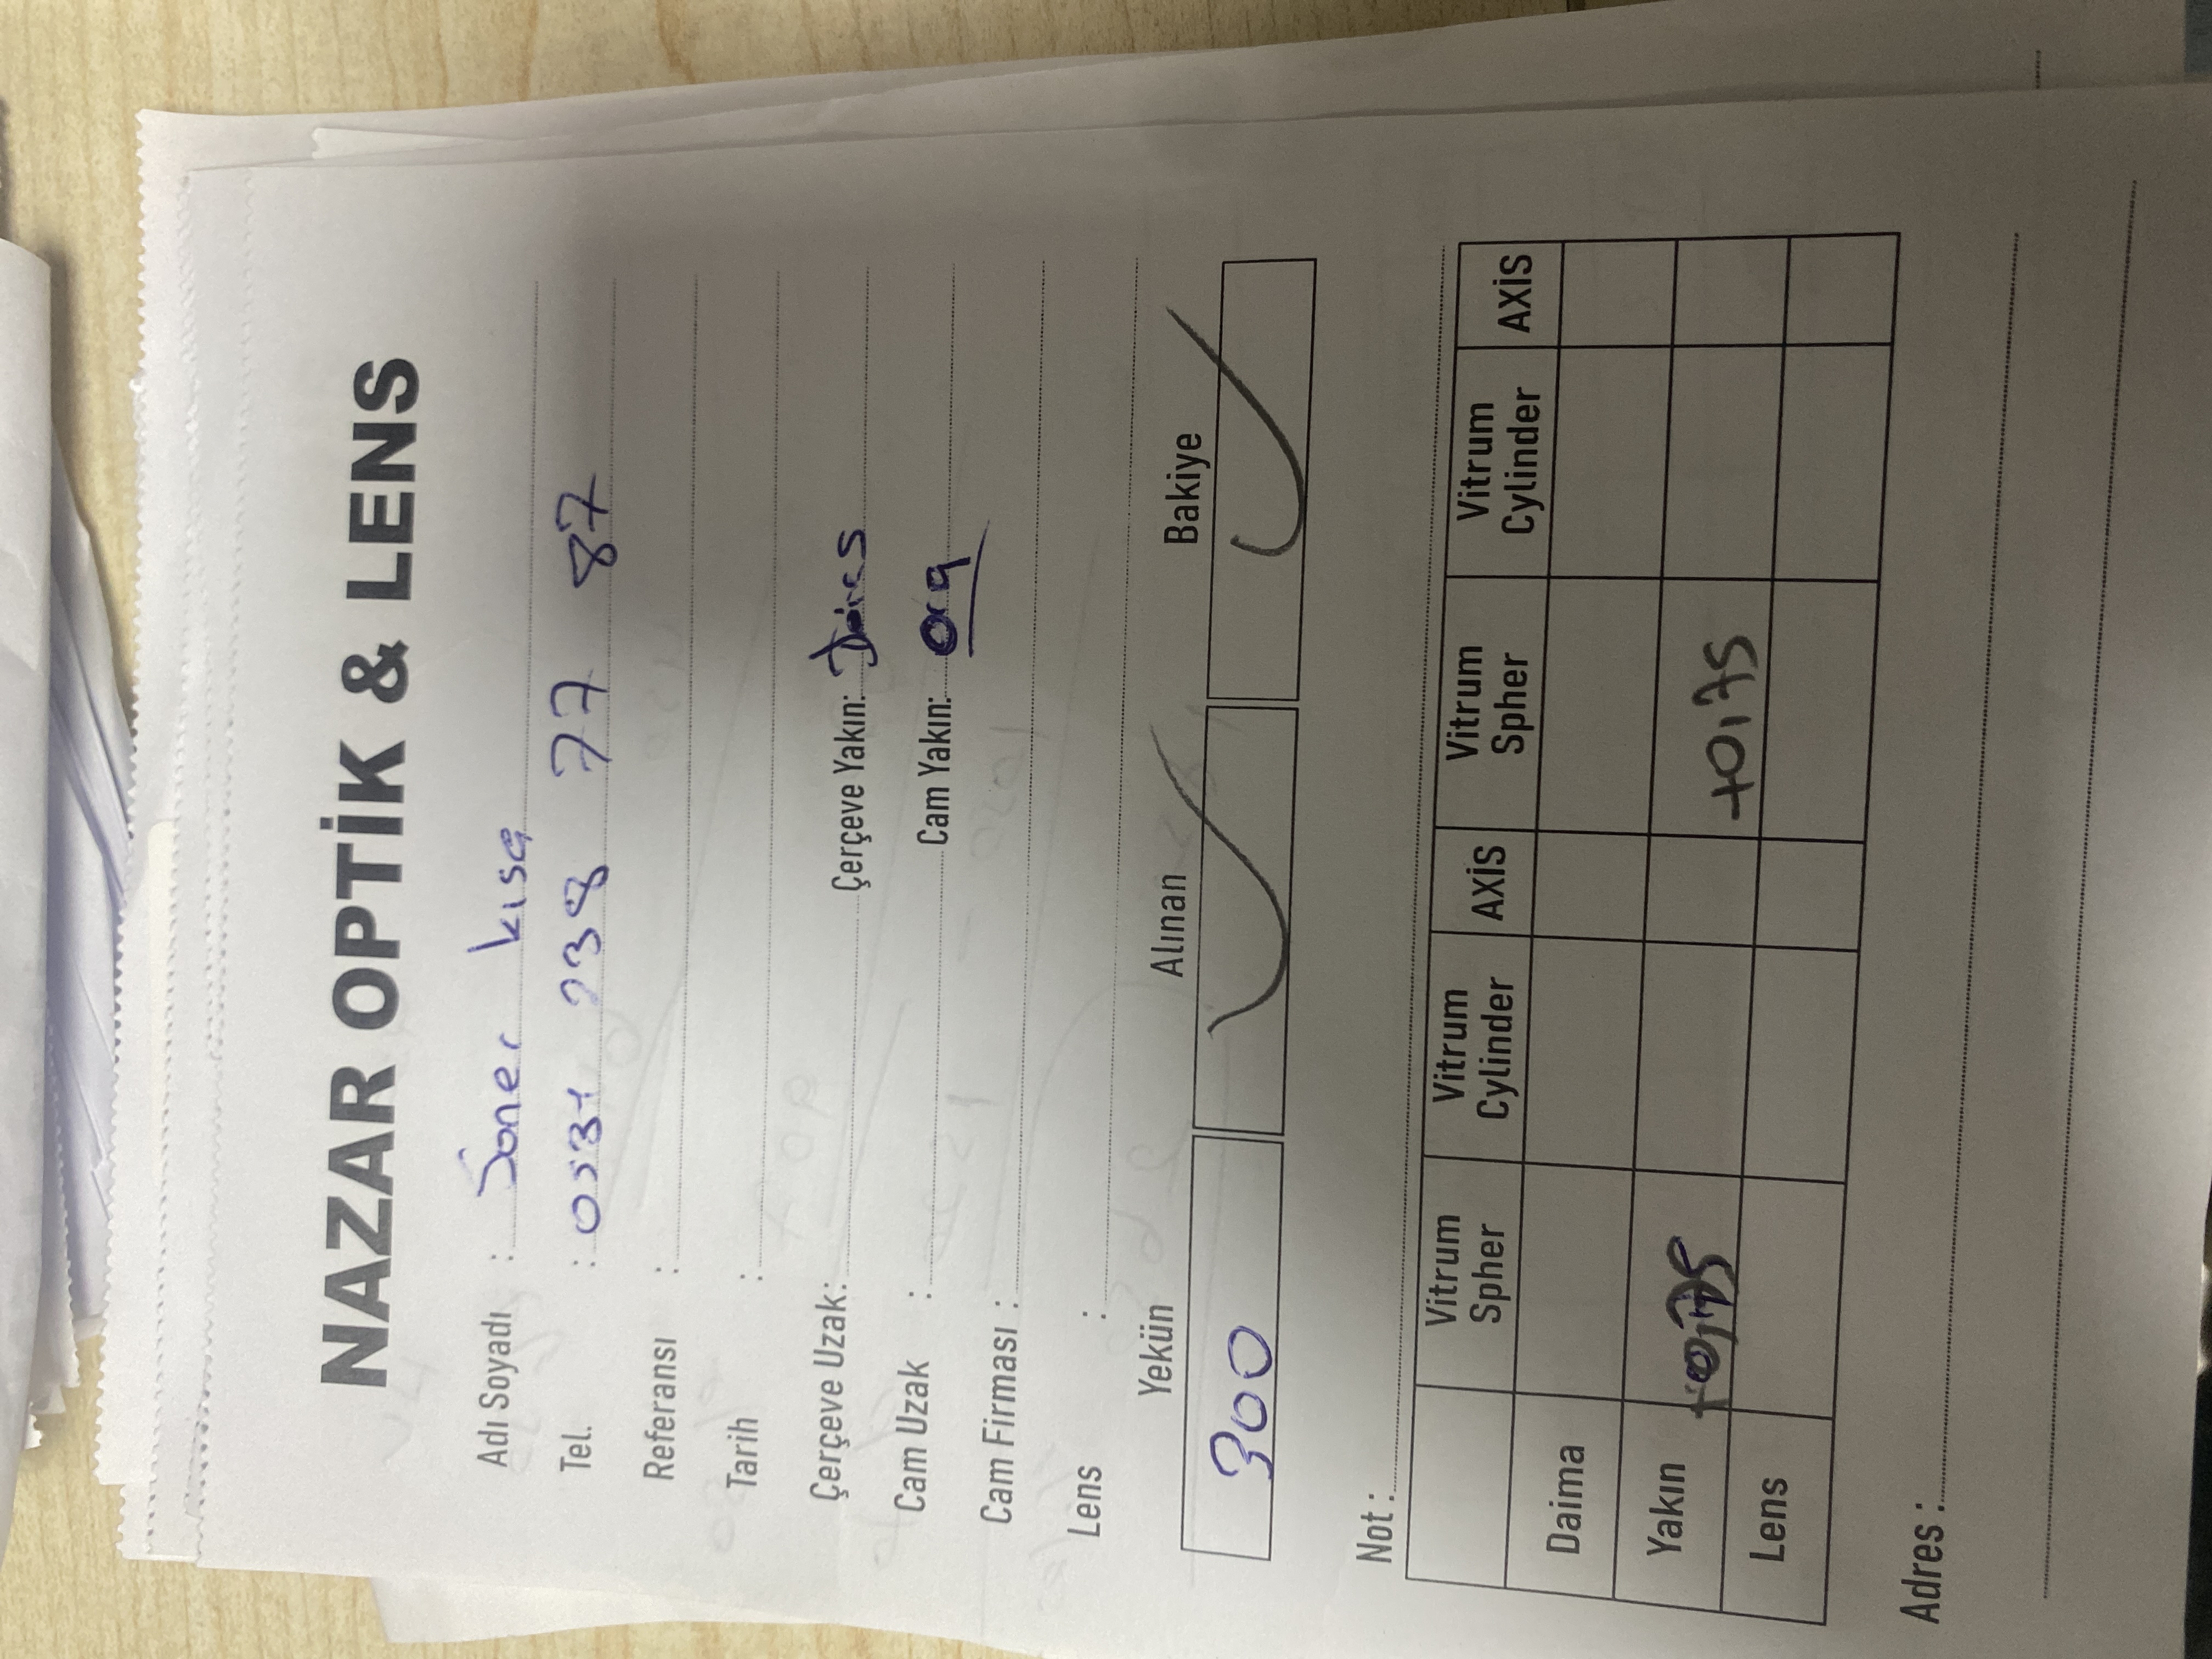 NAZAR OPTİK & LENS
Adı Soyadı : Soner kısa
Tel. : 0531 238 77 87
Referansı :
Tarih :
Çerçeve Uzak: Çerçeve Yakın:
Cam Uzak : Cam Yakın: org
Cam Firması :
Lens :
Yekün Alınan Bakiye
300
Not :
Vitrum Spher Vitrum Cylinder AXİS Vitrum Spher Vitrum Cylinder AXİS
Daima
Yakın +0,75 +0,75
Lens
Adres :